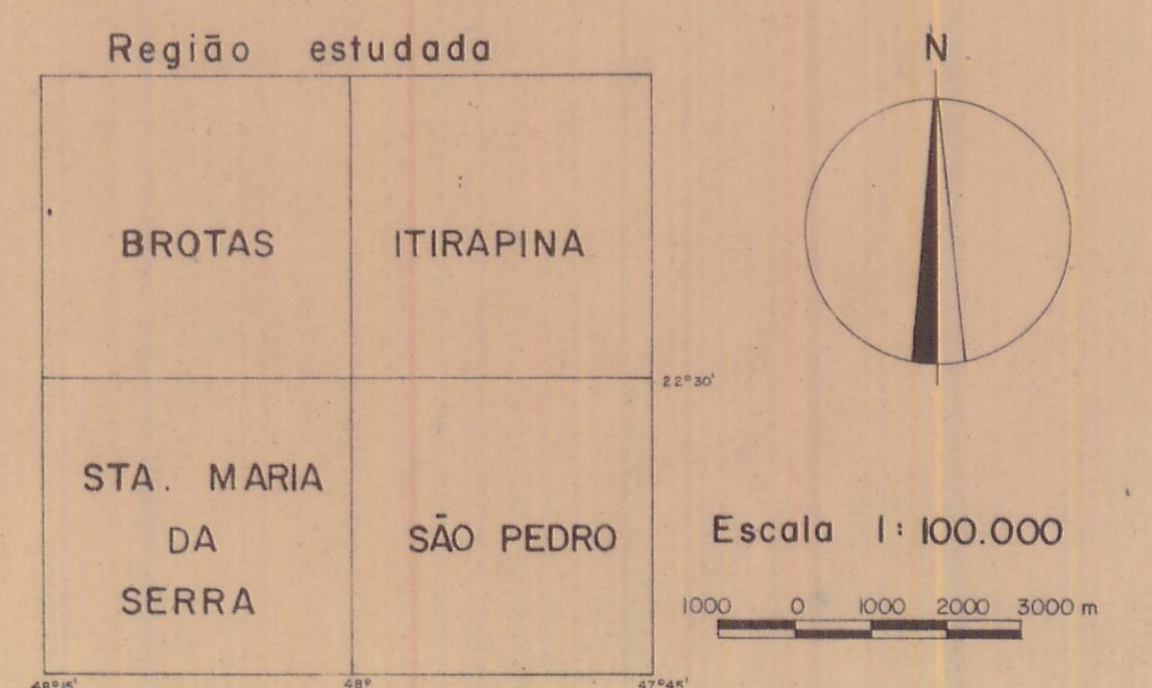 Região estudada
N
BROTAS
ITIRAPINA
22°30'
STA. MARIA
DA
SERRA
SÃO PEDRO
Escala 1:100.000
1000 0 1000 2000 3000 m
48°15' 48° 47°45'